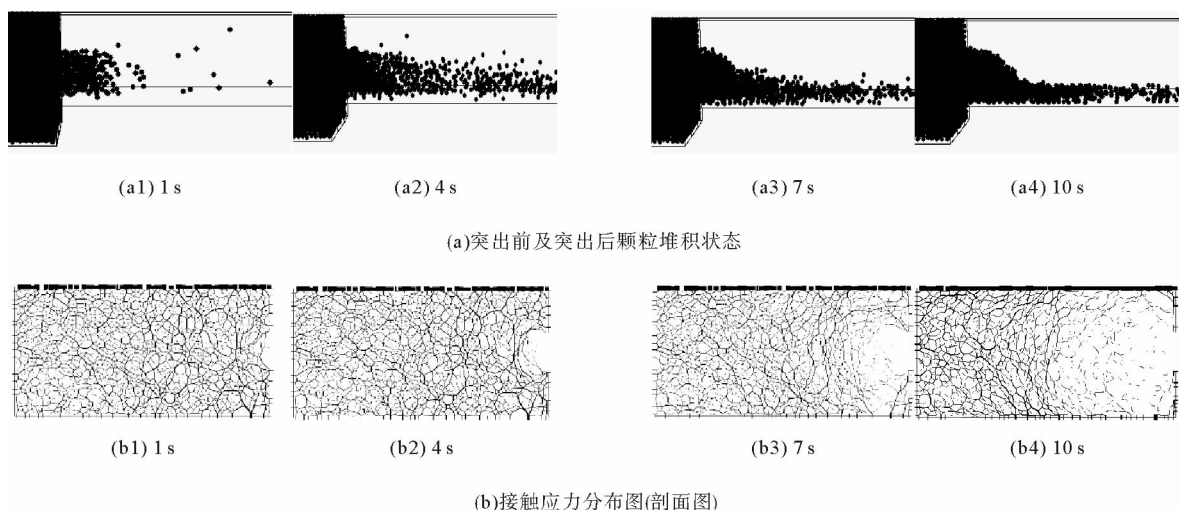 (a1) 1 s (a2) 4 s (a3) 7 s (a4) 10 s
(a)突出前及突出后颗粒堆积状态
(b1) 1 s (b2) 4 s (b3) 7 s (b4) 10 s
(b)接触应力分布图(剖面图)